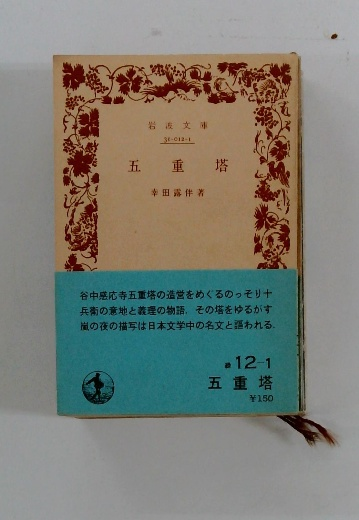 岩波文庫
31-012-1
五重塔
幸田露伴著
谷中感応寺五重塔の造営をめぐるのっそり十
兵衛の意地と義理の物語．その塔をゆるがす
嵐の夜の描写は日本文学中の名文と謳われる．
緑12-1
五重塔
￥150